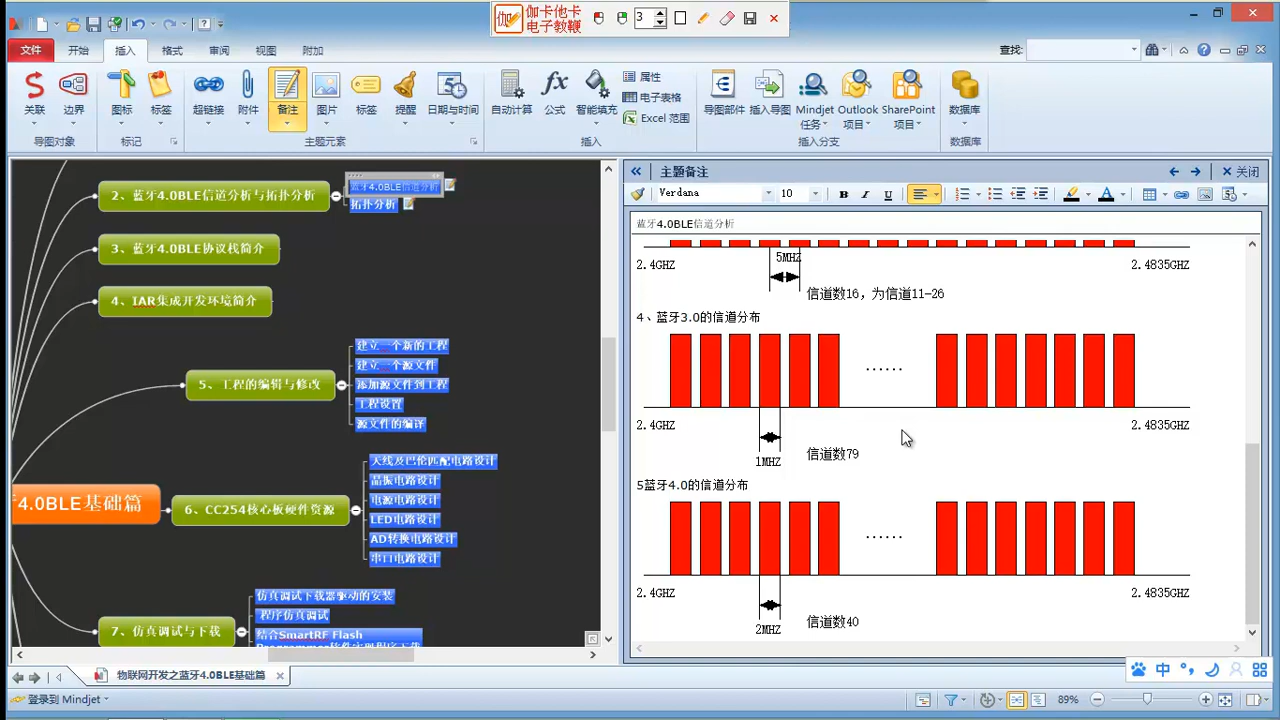 伽卡他卡
电子教鞭
3
文件
开始
插入
格式
审阅
视图
附加
查找:
关联
边界
图标
标签
超链接
附件
备注
图片
标签
提醒
日期与时间
自动计算
公式
智能填充
属性
电子表格
Excel 范围
导图部件
插入导图
Mindjet 任务
Outlook 项目
SharePoint 项目
数据库
导图对象
标记
主题元素
插入
插入分支
数据库
2、蓝牙4.0BLE信道分析与拓扑分析
蓝牙4.0BLE信道分析
拓扑分析
3、蓝牙4.0BLE协议栈简介
4、IAR集成开发环境简介
5、工程的编辑与修改
建立一个新的工程
建立一个源文件
添加源文件到工程
工程设置
源文件的编译
4.0BLE基础篇
6、CC254核心板硬件资源
天线及巴伦匹配电路设计
晶振电路设计
电源电路设计
LED电路设计
AD转换电路设计
串口电路设计
7、仿真调试与下载
仿真调试下载器驱动的安装
程序仿真调试
结合SmartRF Flash
主题备注
关闭
Verdana
10
B I U
蓝牙4.0BLE信道分析
2.4GHZ
5MHZ
2.4835GHZ
信道数16，为信道11-26
4、蓝牙3.0的信道分布
......
2.4GHZ
2.4835GHZ
1MHZ
信道数79
5蓝牙4.0的信道分布
......
2.4GHZ
2.4835GHZ
2MHZ
信道数40
中
物联网开发之蓝牙4.0BLE基础篇
登录到 Mindjet
89%